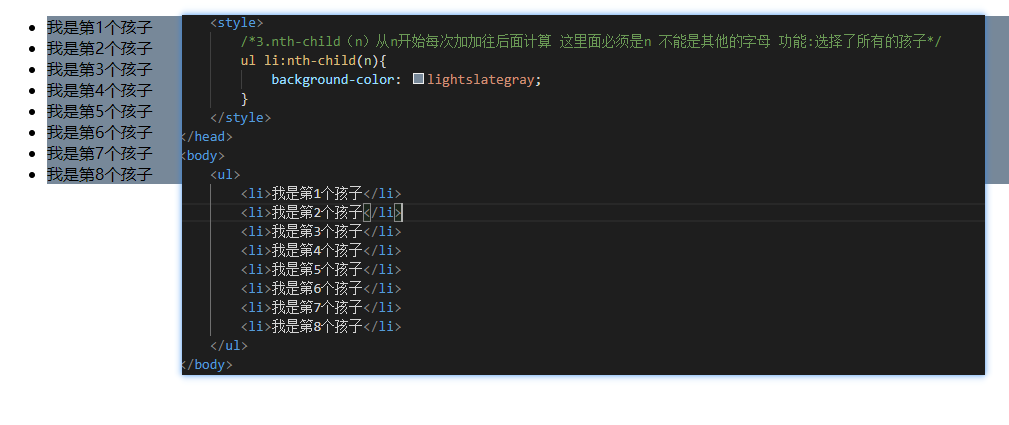 我是第1个孩子
我是第2个孩子
我是第3个孩子
我是第4个孩子
我是第5个孩子
我是第6个孩子
我是第7个孩子
我是第8个孩子
<style>
/*3.nth-child（n）从n开始每次加加往后面计算 这里面必须是n 不能是其他的字母 功能:选择了所有的孩子*/
ul li:nth-child(n){
background-color: lightslategray;
}
</style>
</head>
<body>
<ul>
<li>我是第1个孩子</li>
<li>我是第2个孩子</li>
<li>我是第3个孩子</li>
<li>我是第4个孩子</li>
<li>我是第5个孩子</li>
<li>我是第6个孩子</li>
<li>我是第7个孩子</li>
<li>我是第8个孩子</li>
</ul>
</body>